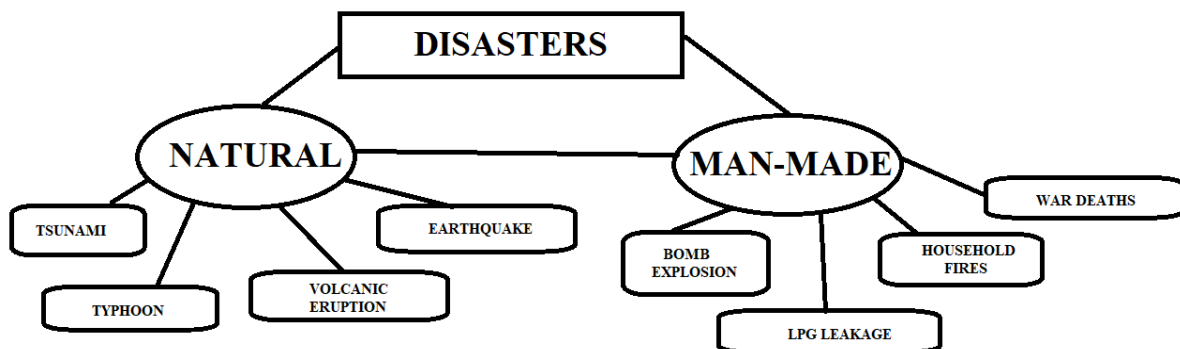 DISASTERS
NATURAL
MAN-MADE
TSUNAMI
TYPHOON
VOLCANIC
ERUPTION
EARTHQUAKE
BOMB
EXPLOSION
LPG LEAKAGE
HOUSEHOLD
FIRES
WAR DEATHS